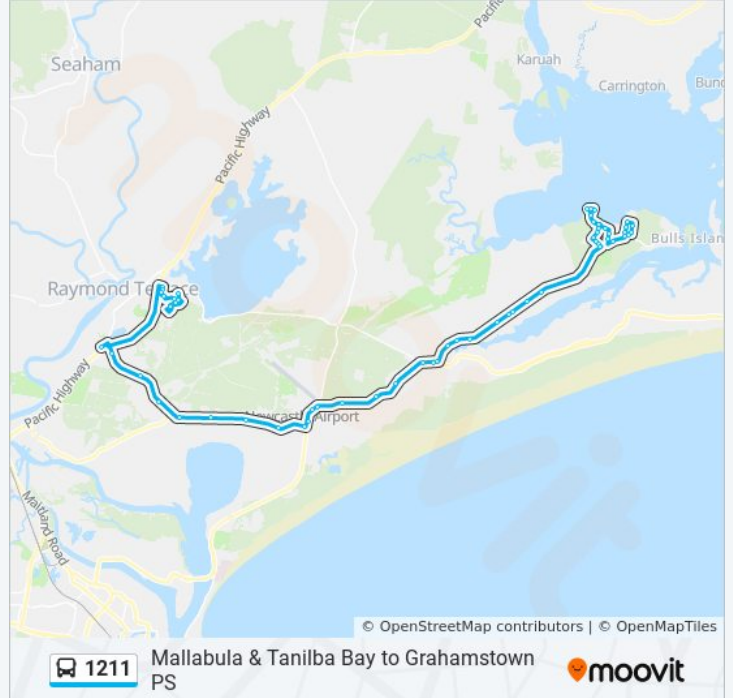 Pacific
Seaham
Karuah
Carrington
Bund
Pacific Highway
Bulls Islan
Raymond Terrace
Pacific Highway
Newcastle Airport
Maitland Road
© OpenStreetMap contributors | © OpenMapTiles
1211
Mallabula & Tanilba Bay to Grahamstown
PS
moovit